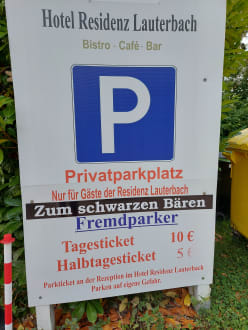 Hotel Residenz Lauterbach
Bistro - Café - Bar
P
Privatparkplatz
Nur für Gäste der Residenz Lauterbach
Zum schwarzen Bären
Fremdparker
Tagesticket 10 €
Halbtagesticket 5 €
Parkticket an der Rezeption im Hotel Residenz Lauterbach
Parken auf eigene Gefahr.